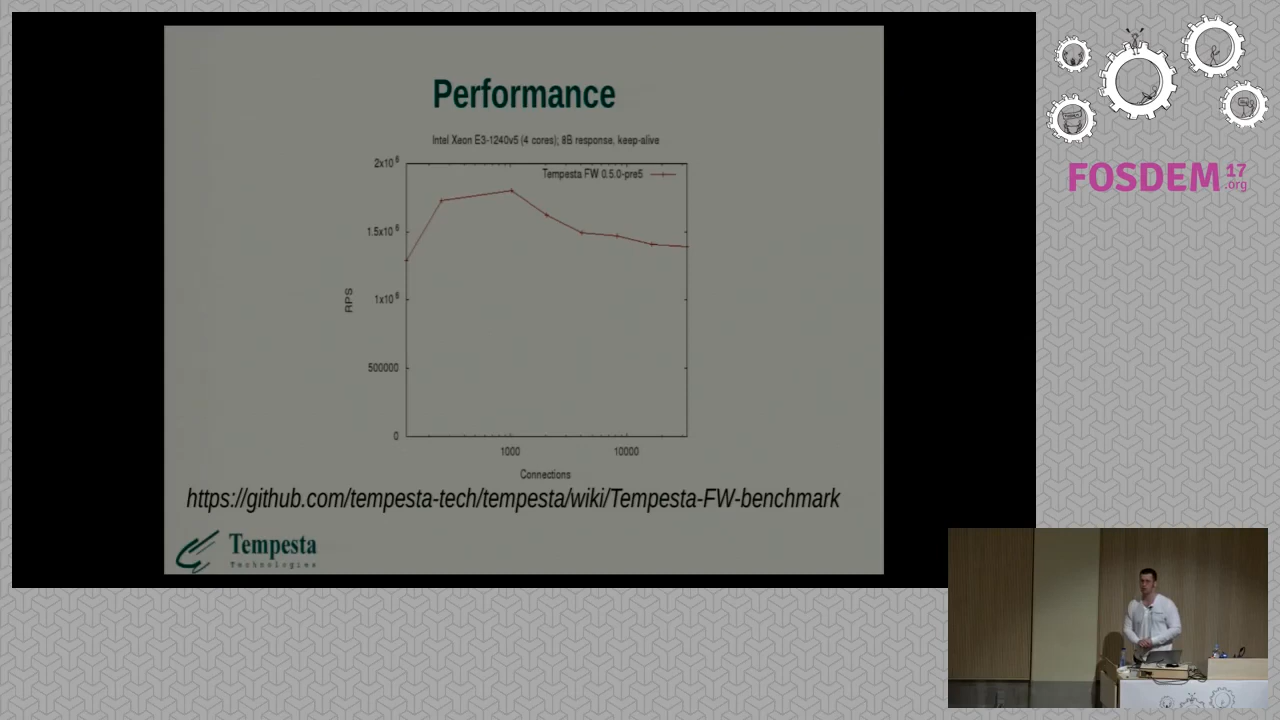 Performance
Intel Xeon E3-1240v5 (4 cores); 8B response, keep-alive
Tempesta FW 0.5.0-pre5
2x10^6
1.5x10^6
1x10^6
500000
0
RPS
1000
10000
Connections
https://github.com/tempesta-tech/tempesta/wiki/Tempesta-FW-benchmark
Tempesta
Technologies
FOSDEM 17
.org